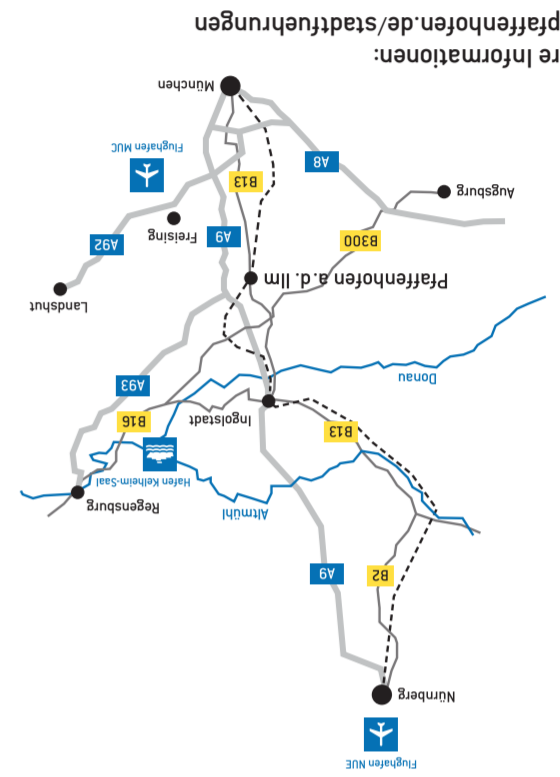 Flughafen NUE
Nürnberg
A9
B2
Altmühl
Regensburg
Hafen Kelheim-Saal
B13
B16
Ingolstadt
A93
Donau
Landshut
Pfaffenhofen a. d. Ilm
B300
A9
A92
Freising
Augsburg
B13
A8
Flughafen MUC
München
re Informationen:
pfaffenhofen.de/stadtfuehrungen